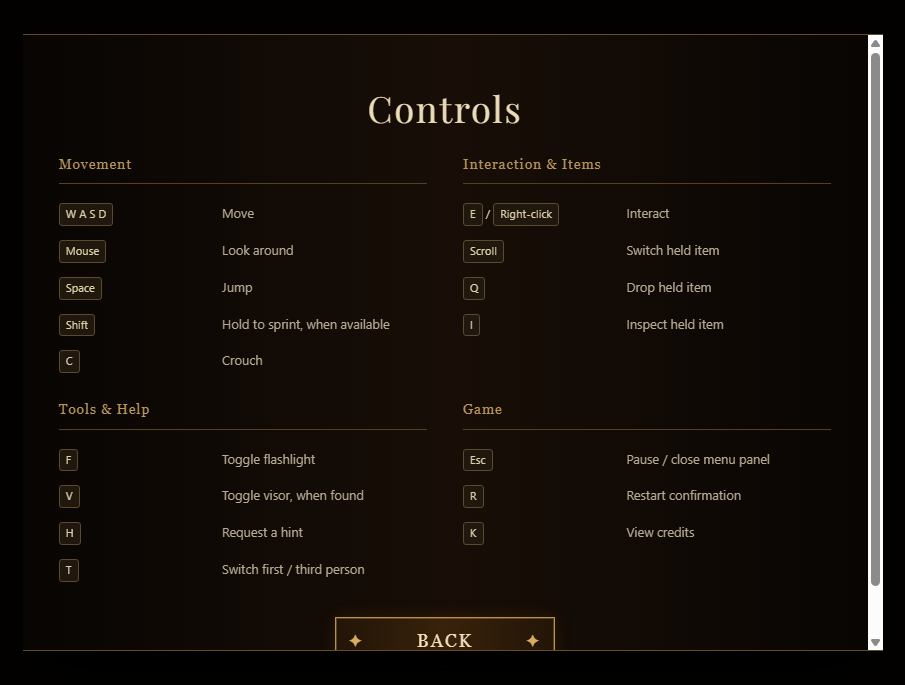 Controls
Movement
W A S D Move
Mouse Look around
Space Jump
Shift Hold to sprint, when available
C Crouch
Interaction & Items
E / Right-click Interact
Scroll Switch held item
Q Drop held item
I Inspect held item
Tools & Help
F Toggle flashlight
V Toggle visor, when found
H Request a hint
T Switch first / third person
Game
Esc Pause / close menu panel
R Restart confirmation
K View credits
BACK